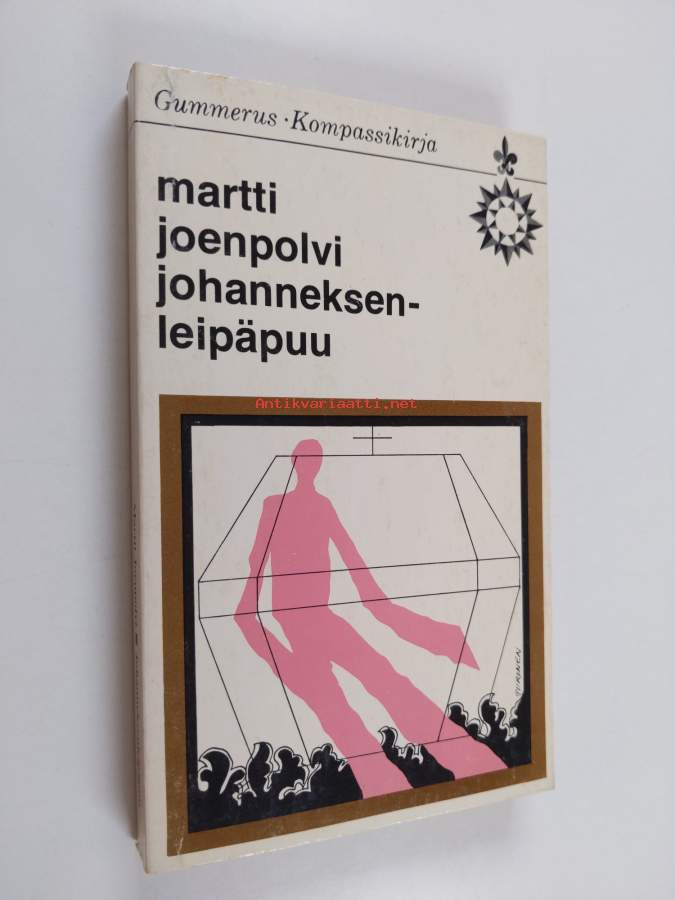 Gummerus · Kompassikirja
martti
joenpolvi
johanneksen-
leipäpuu
Antikvariaatti.net